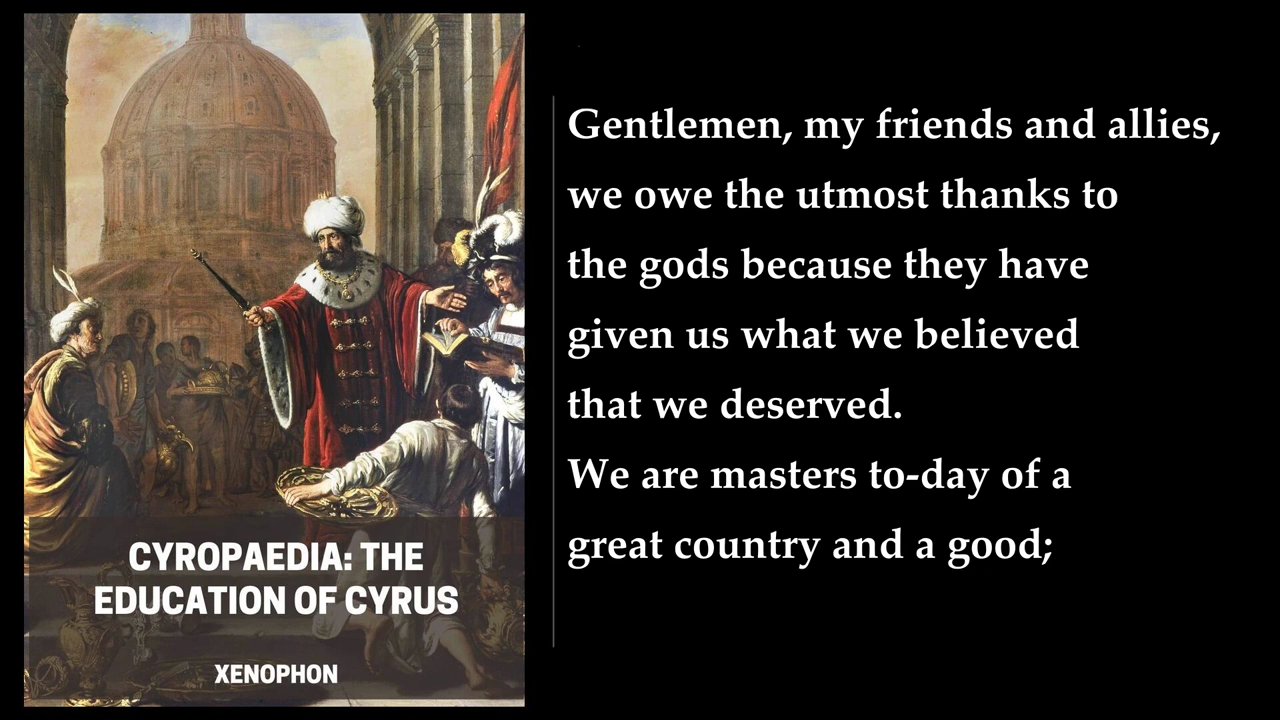 CYROPAEDIA: THE
EDUCATION OF CYRUS
XENOPHON
Gentlemen, my friends and allies,
we owe the utmost thanks to
the gods because they have
given us what we believed
that we deserved.
We are masters to-day of a
great country and a good;